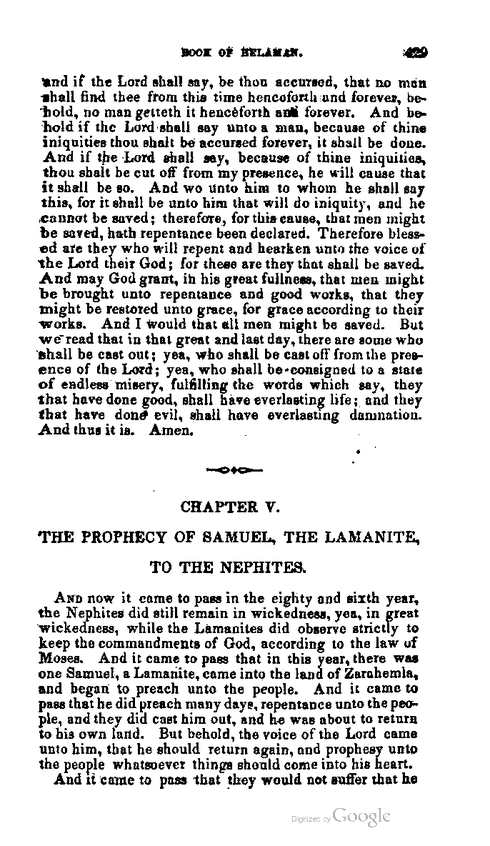 BOOK OF HELAMAN. 429
and if the Lord shall say, be thou accursed, that no man
shall find thee from this time henceforth and forever, be-
hold, no man getteth it henceforth and forever. And be-
hold if the Lord shall say unto a man, because of thine
iniquities thou shalt be accursed forever, it shall be done.
And if the Lord shall say, because of thine iniquities,
thou shalt be cut off from my presence, he will cause that
it shall be so. And wo unto him to whom he shall say
this, for it shall be unto him that will do iniquity, and he
cannot be saved; therefore, for this cause, that men might
be saved, hath repentance been declared. Therefore bless-
ed are they who will repent and hearken unto the voice of
the Lord their God; for these are they that shall be saved.
And may God grant, in his great fullness, that men might
be brought unto repentance and good works, that they
might be restored unto grace, for grace according to their
works. And I would that all men might be saved. But
we read that in that great and last day, there are some who
shall be cast out; yea, who shall be cast off from the pres-
ence of the Lord; yea, who shall be consigned to a state
of endless misery, fulfilling the words which say, they
that have done good, shall have everlasting life; and they
that have done evil, shall have everlasting damnation.
And thus it is. Amen.
CHAPTER V.
THE PROPHECY OF SAMUEL, THE LAMANITE,
TO THE NEPHITES.
AND now it came to pass in the eighty and sixth year,
the Nephites did still remain in wickedness, yea, in great
wickedness, while the Lamanites did observe strictly to
keep the commandments of God, according to the law of
Moses. And it came to pass that in this year, there was
one Samuel, a Lamanite, came into the land of Zarahemla,
and began to preach unto the people. And it came to
pass that he did preach many days, repentance unto the peo-
ple, and they did cast him out, and he was about to return
to his own land. But behold, the voice of the Lord came
unto him, that he should return again, and prophesy unto
the people whatsoever things should come into his heart.
And it came to pass that they would not suffer that he
Digitized by Google